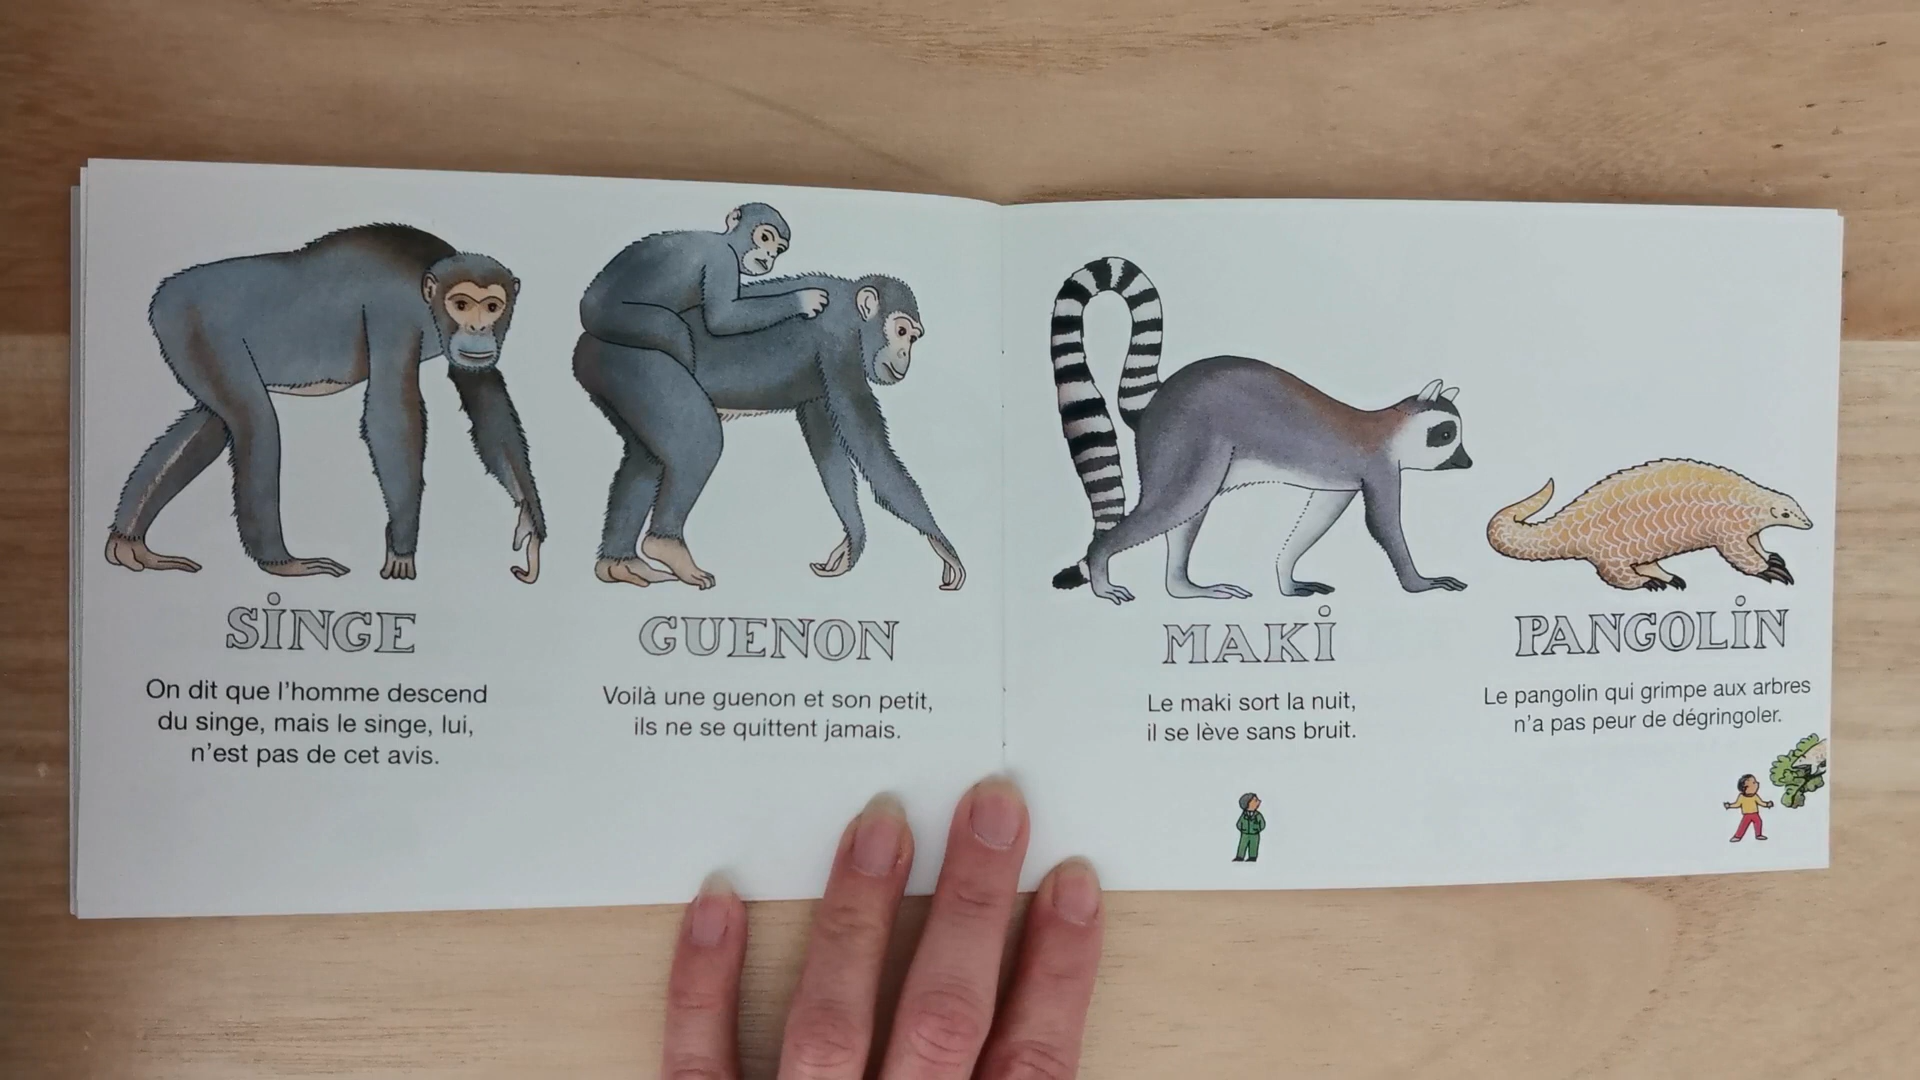 SINGE
On dit que l'homme descend
du singe, mais le singe, lui,
n'est pas de cet avis.
GUENON
Voilà une guenon et son petit,
ils ne se quittent jamais.
MAKI
Le maki sort la nuit,
il se lève sans bruit.
PANGOLIN
Le pangolin qui grimpe aux arbres
n'a pas peur de dégringoler.